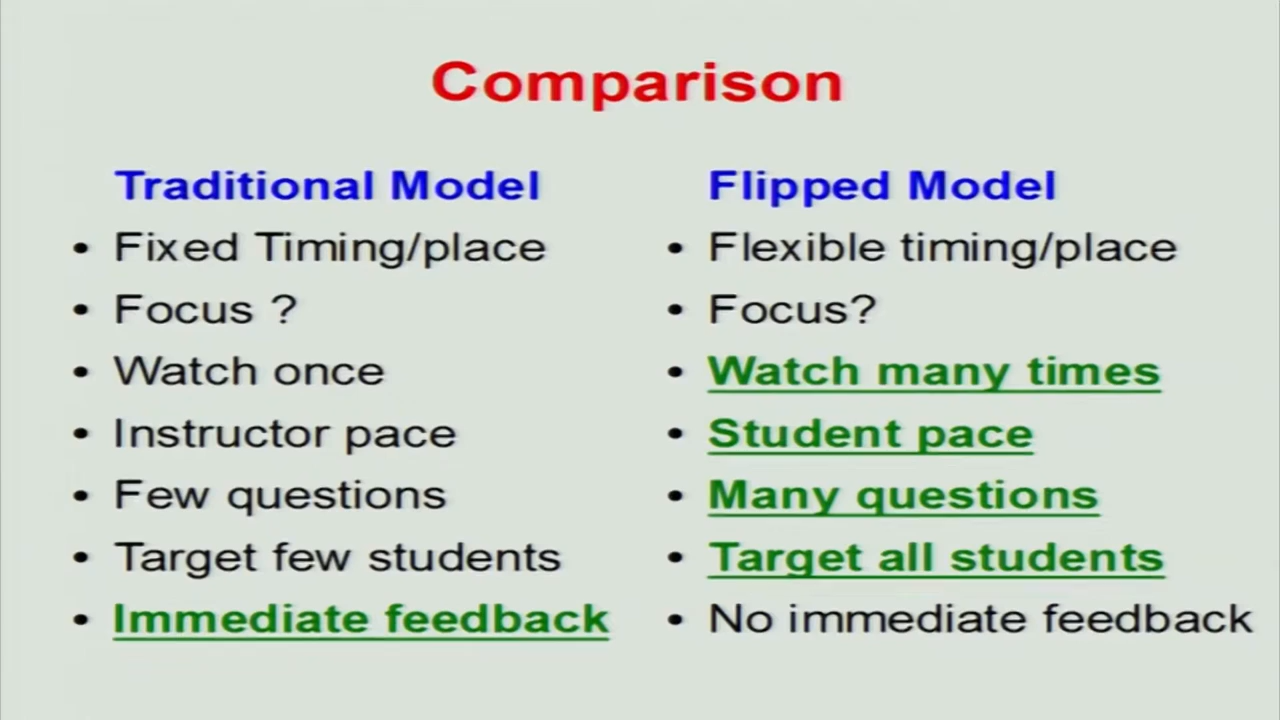 Comparison
Traditional Model
• Fixed Timing/place
• Focus ?
• Watch once
• Instructor pace
• Few questions
• Target few students
• Immediate feedback
Flipped Model
• Flexible timing/place
• Focus?
• Watch many times
• Student pace
• Many questions
• Target all students
• No immediate feedback